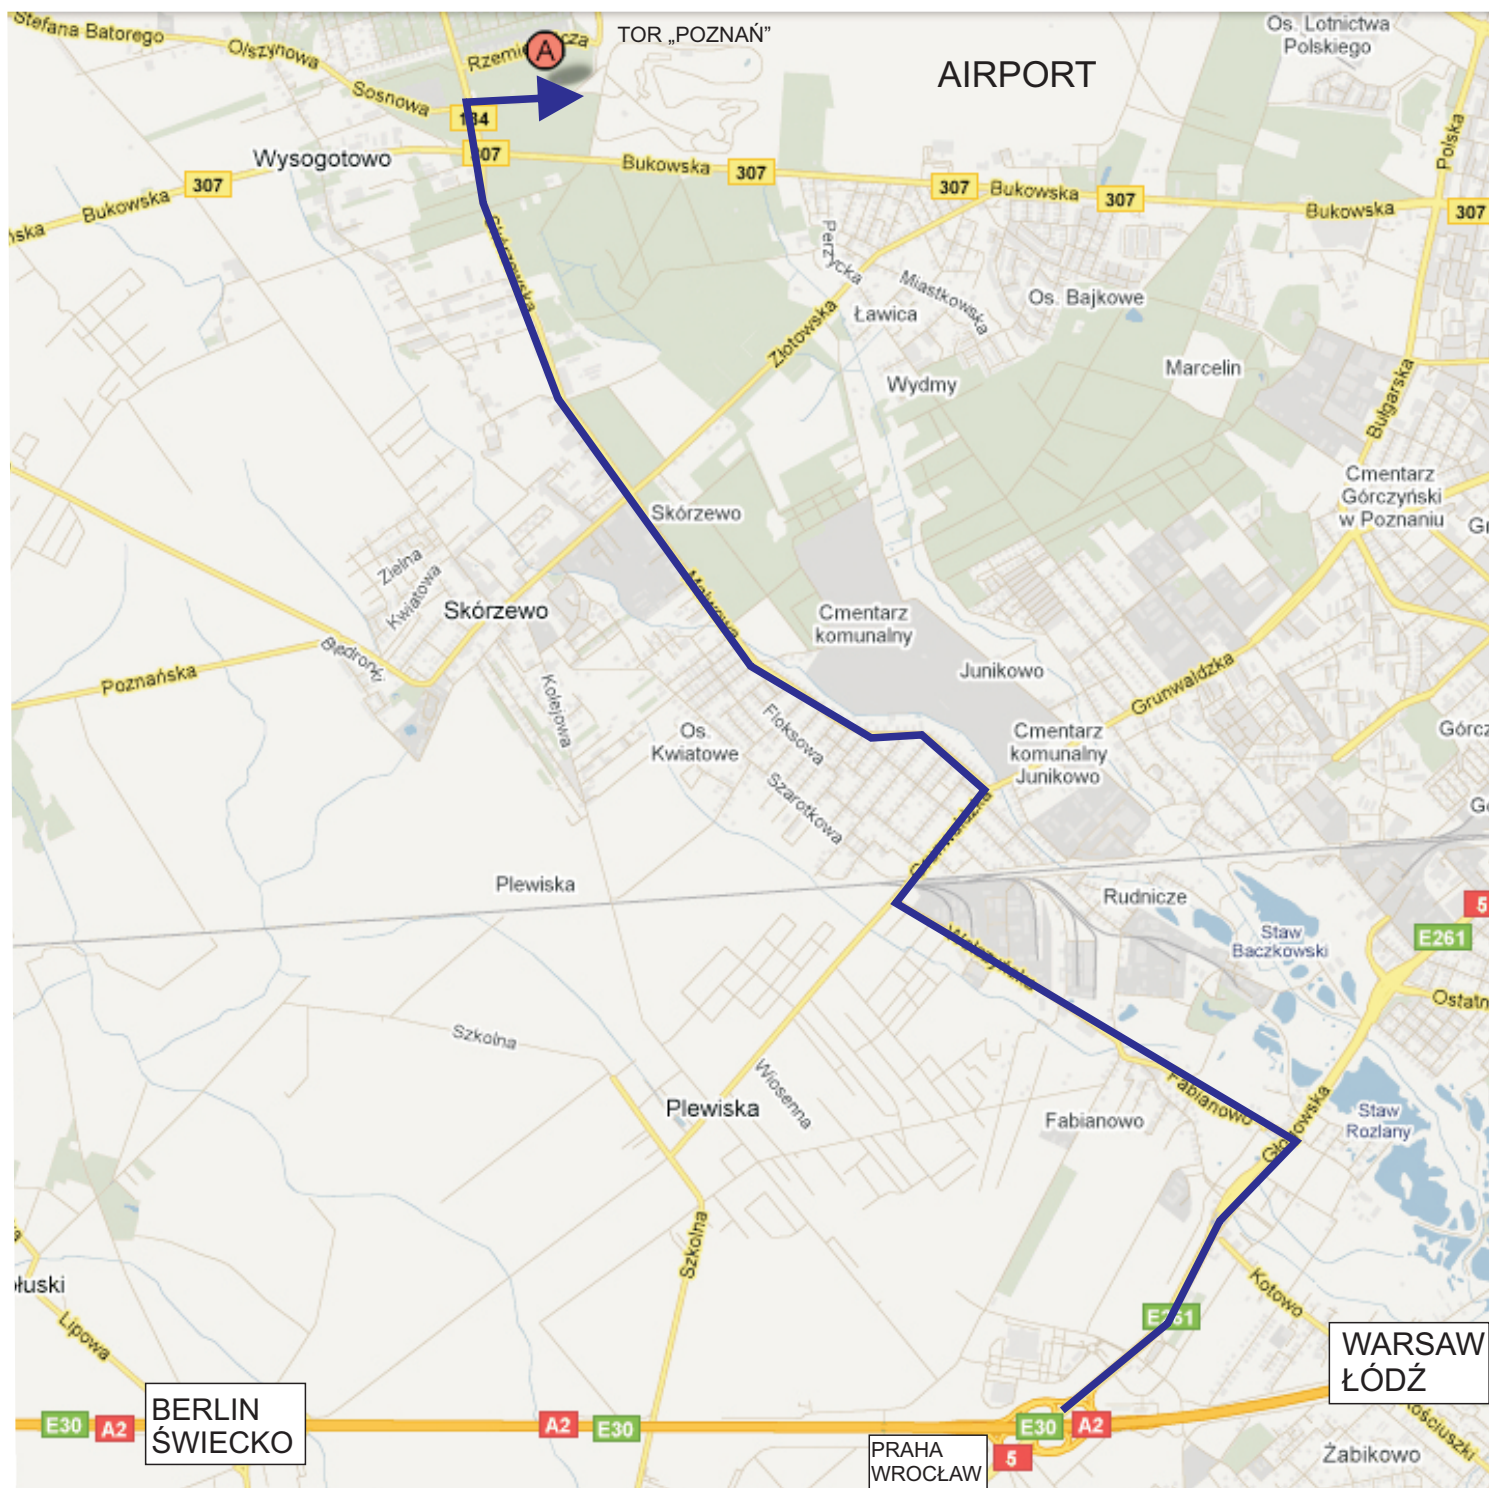 Stefana Batorego
Olszynowa
Sosnowa
TOR „POZNAŃ”
A
AIRPORT
Os. Lotnictwa
Polskiego
Polska
Wysogotowo
307
Bukowska
307
Bukowska
307
307
Bukowska
307
Bukowska
307
Perzycka
Miastkowska
Ławica
Os. Bajkowe
Złotowska
Wydmy
Marcelin
Bułgarska
Cmentarz
Górczyński
w Poznaniu
Skórzewo
Zielna
Kwiatowa
Skórzewo
Cmentarz
komunalny
Junikowo
Grunwaldzka
Poznańska
Kolejowa
Floksowa
Os.
Kwiatowe
Szarotkowa
Cmentarz
komunalny
Junikowo
Plewiska
Rudnicze
Staw
Baczkowski
5
E261
Szkolna
Wiosenna
Plewiska
Fabianowo
Fabianowo
Głogowska
Staw
Rozlany
Szkolna
Kotowo
E261
Lipowa
WARSAW
ŁÓDŹ
BERLIN
ŚWIECKO
E30
A2
A2
E30
E30
A2
5
PRAHA
WROCŁAW
Żabikowo